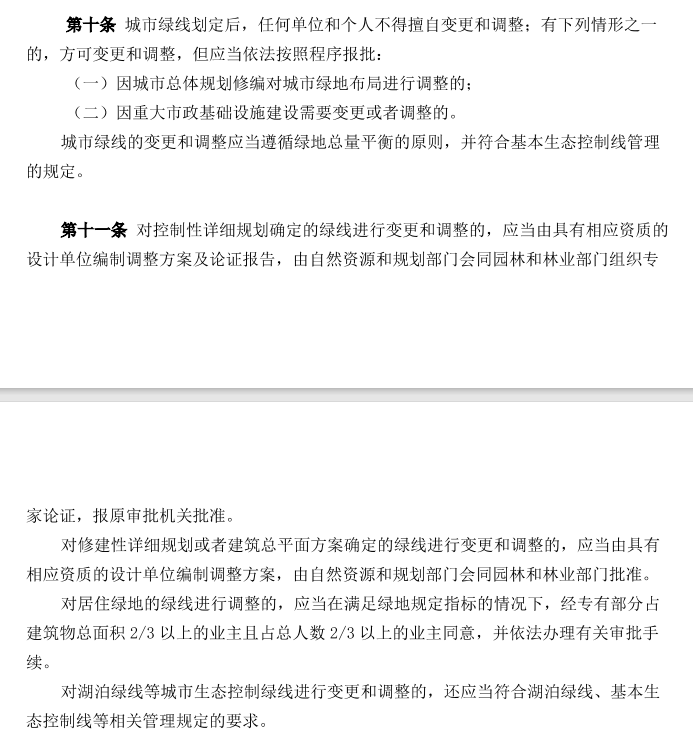 第十条 城市绿线划定后，任何单位和个人不得擅自变更和调整；有下列情形之一
的，方可变更和调整，但应当依法按照程序报批：
（一）因城市总体规划修编对城市绿地布局进行调整的；
（二）因重大市政基础设施建设需要变更或者调整的。
城市绿线的变更和调整应当遵循绿地总量平衡的原则，并符合基本生态控制线管理
的规定。
第十一条 对控制性详细规划确定的绿线进行变更和调整的，应当由具有相应资质的
设计单位编制调整方案及论证报告，由自然资源和规划部门会同园林和林业部门组织专
家论证，报原审批机关批准。
对修建性详细规划或者建筑总平面方案确定的绿线进行变更和调整的，应当由具有
相应资质的设计单位编制调整方案，由自然资源和规划部门会同园林和林业部门批准。
对居住绿地的绿线进行调整的，应当在满足绿地规定指标的情况下，经专有部分占
建筑物总面积 2/3 以上的业主且占总人数 2/3 以上的业主同意，并依法办理有关审批手
续。
对湖泊绿线等城市生态控制绿线进行变更和调整的，还应当符合湖泊绿线、基本生
态控制线等相关管理规定的要求。